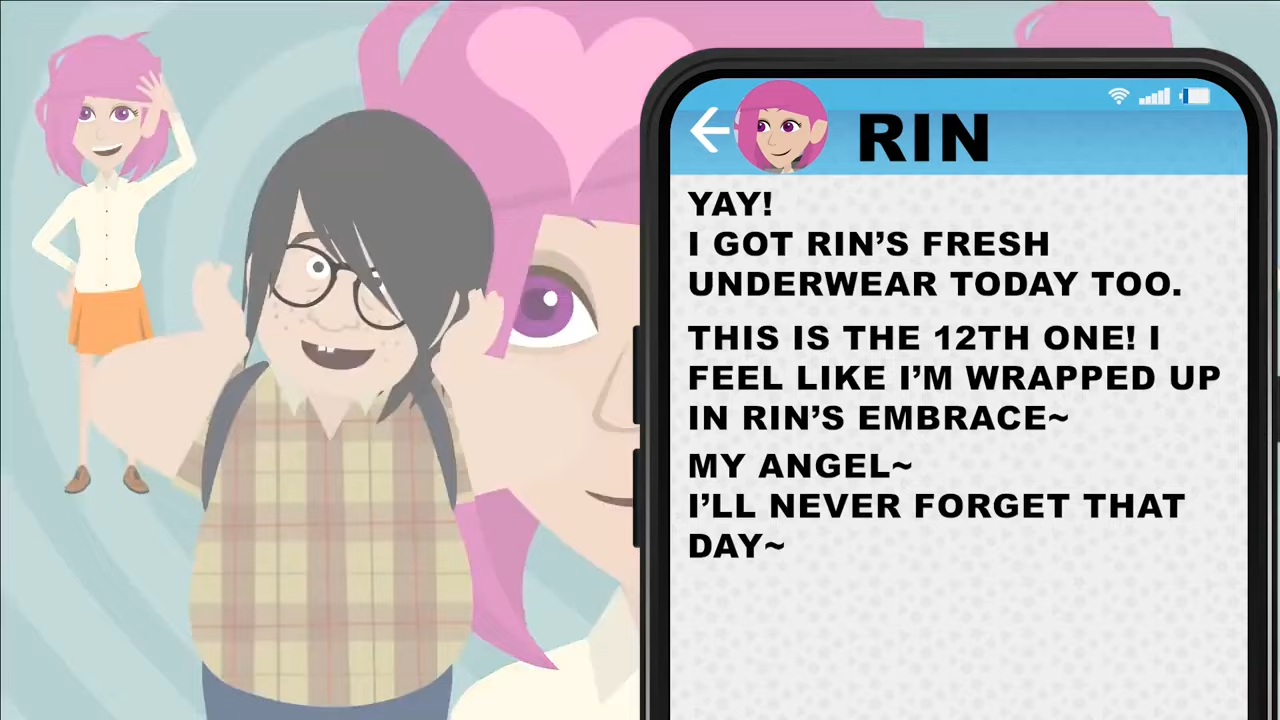 RIN
YAY!
I GOT RIN’S FRESH
UNDERWEAR TODAY TOO.
THIS IS THE 12TH ONE! I
FEEL LIKE I’M WRAPPED UP
IN RIN’S EMBRACE~
MY ANGEL~
I’LL NEVER FORGET THAT
DAY~